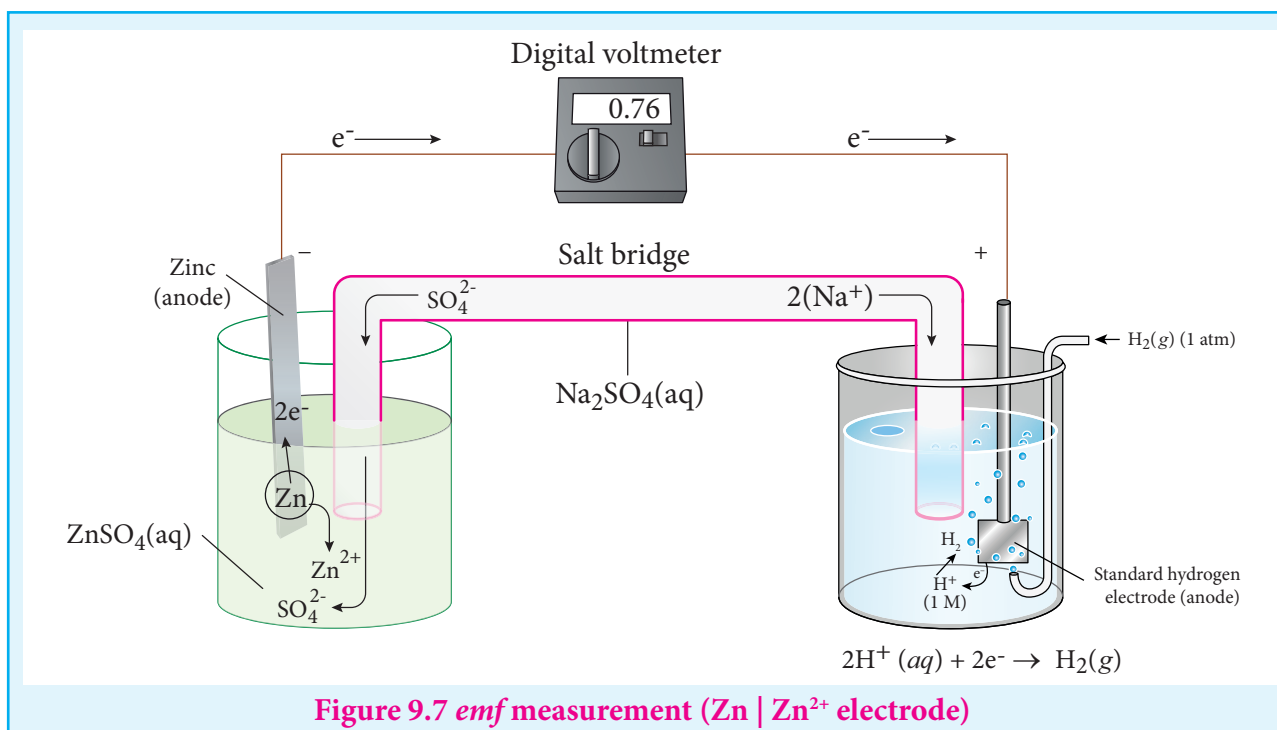 Digital voltmeter
0.76
e⁻ e⁻
− +
Zinc
(anode)
Salt bridge
SO₄²⁻ 2(Na⁺)
H₂(g) (1 atm)
Na₂SO₄(aq)
2e⁻
Zn
ZnSO₄(aq)
Zn²⁺
SO₄²⁻
H₂
e⁻
H⁺
(1 M)
Standard hydrogen
electrode (anode)
2H⁺ (aq) + 2e⁻ → H₂(g)
Figure 9.7 emf measurement (Zn | Zn²⁺ electrode)